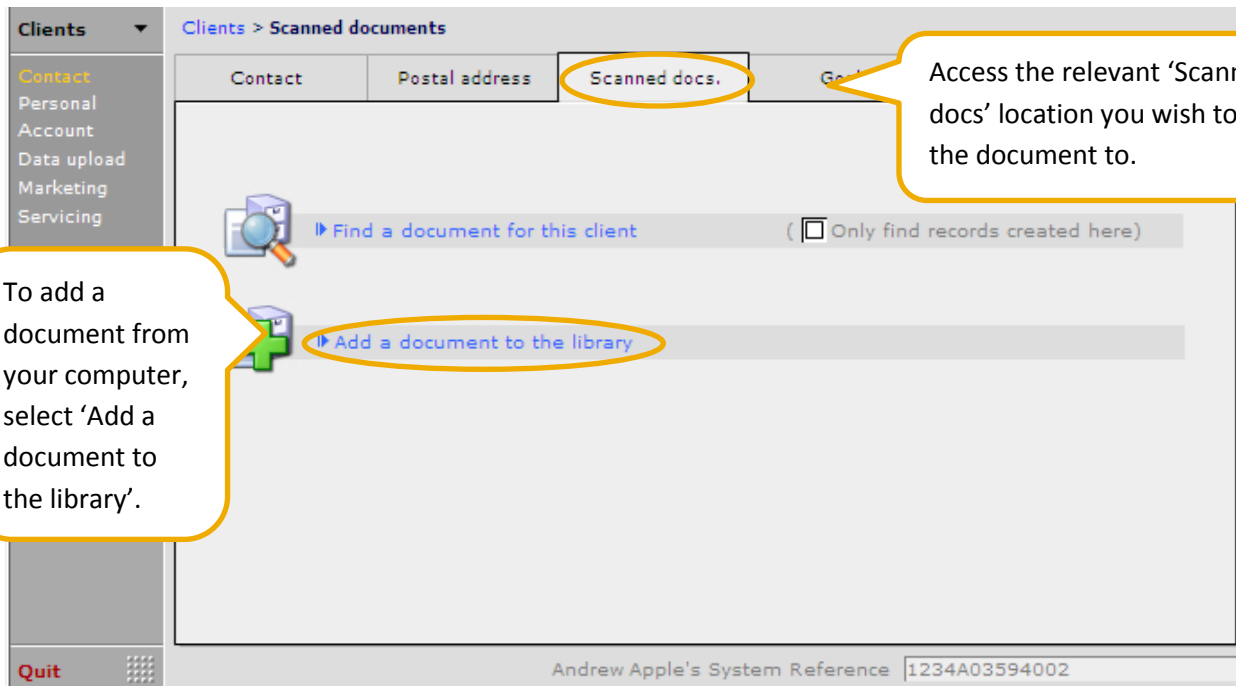 Clients
Clients > Scanned documents
Contact
Personal
Account
Data upload
Marketing
Servicing
Contact
Postal address
Scanned docs.
Access the relevant ‘Scann
docs’ location you wish to
the document to.
Find a document for this client
( Only find records created here)
To add a
document from
your computer,
select ‘Add a
document to
the library’.
Add a document to the library
Quit
Andrew Apple's System Reference
1234A03594002